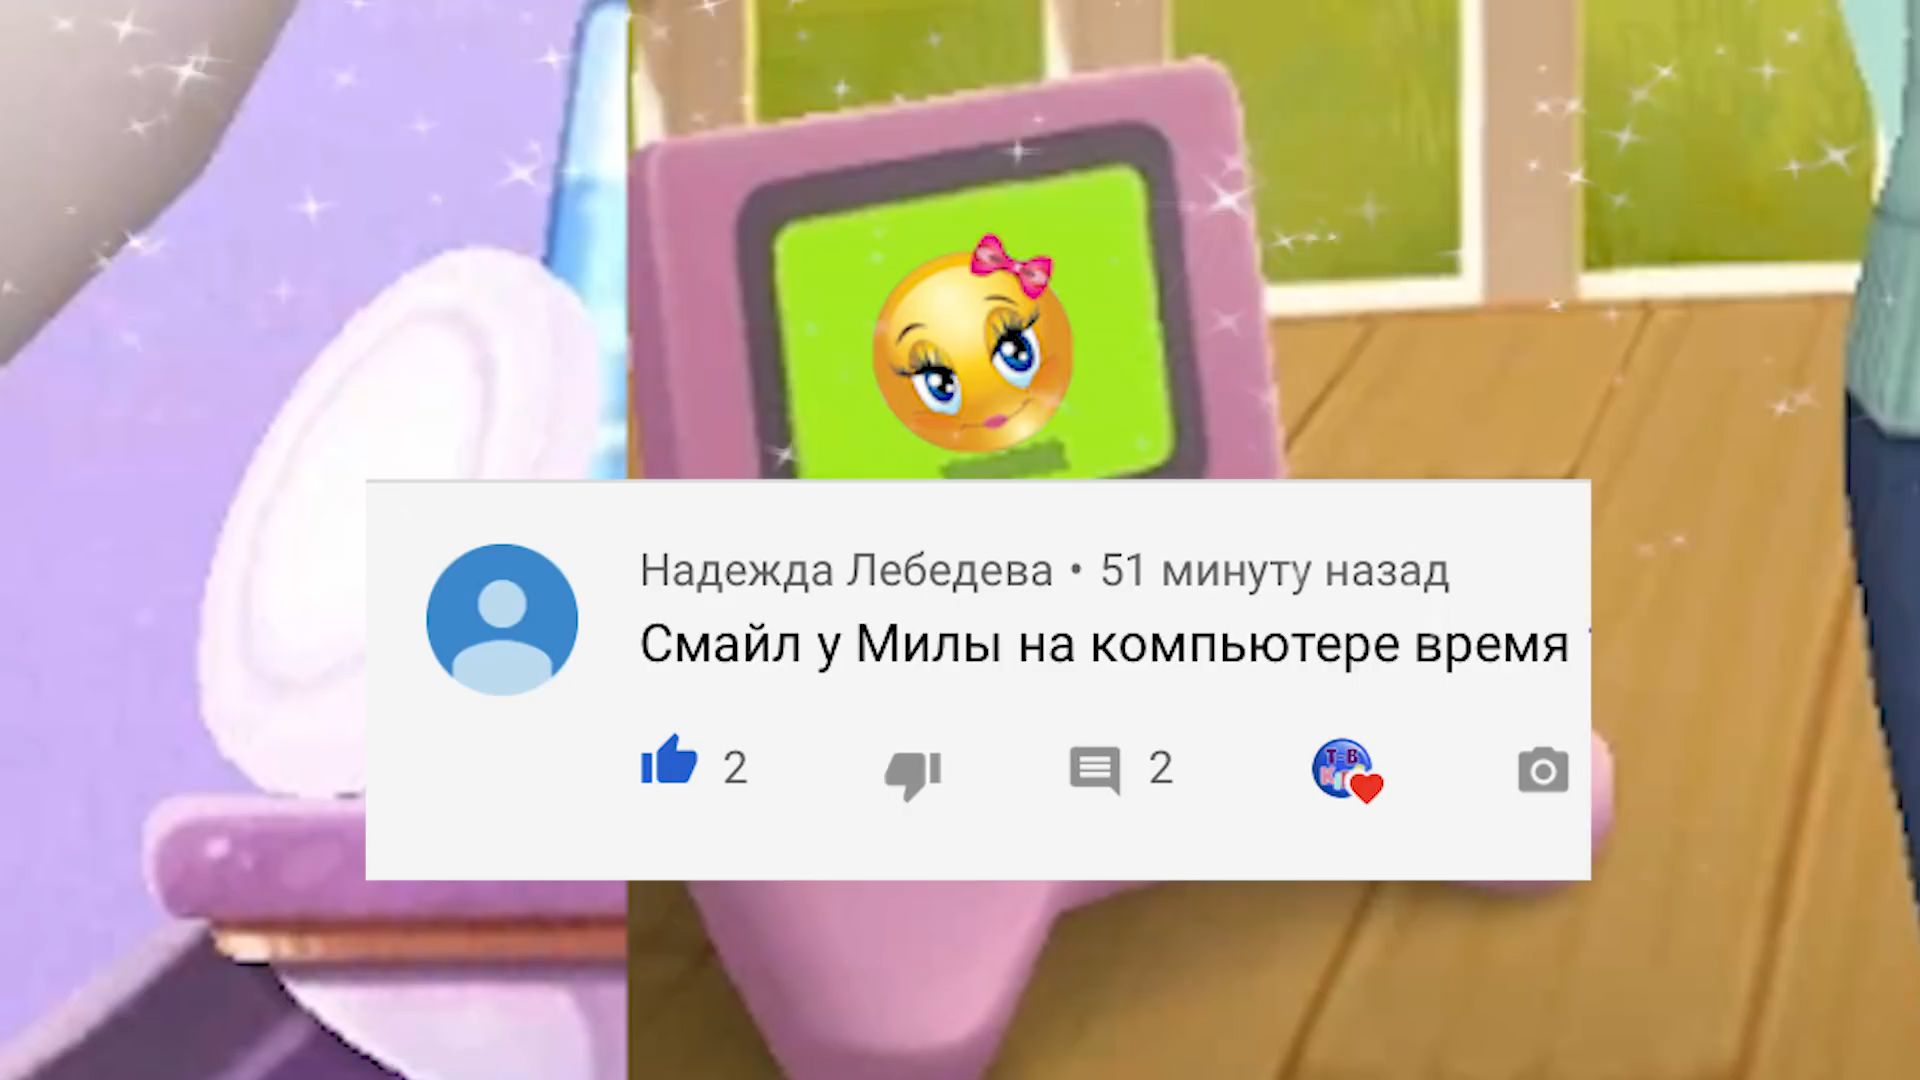 Надежда Лебедева • 51 минуту назад
Смайл у Милы на компьютере время
2 2
T-B